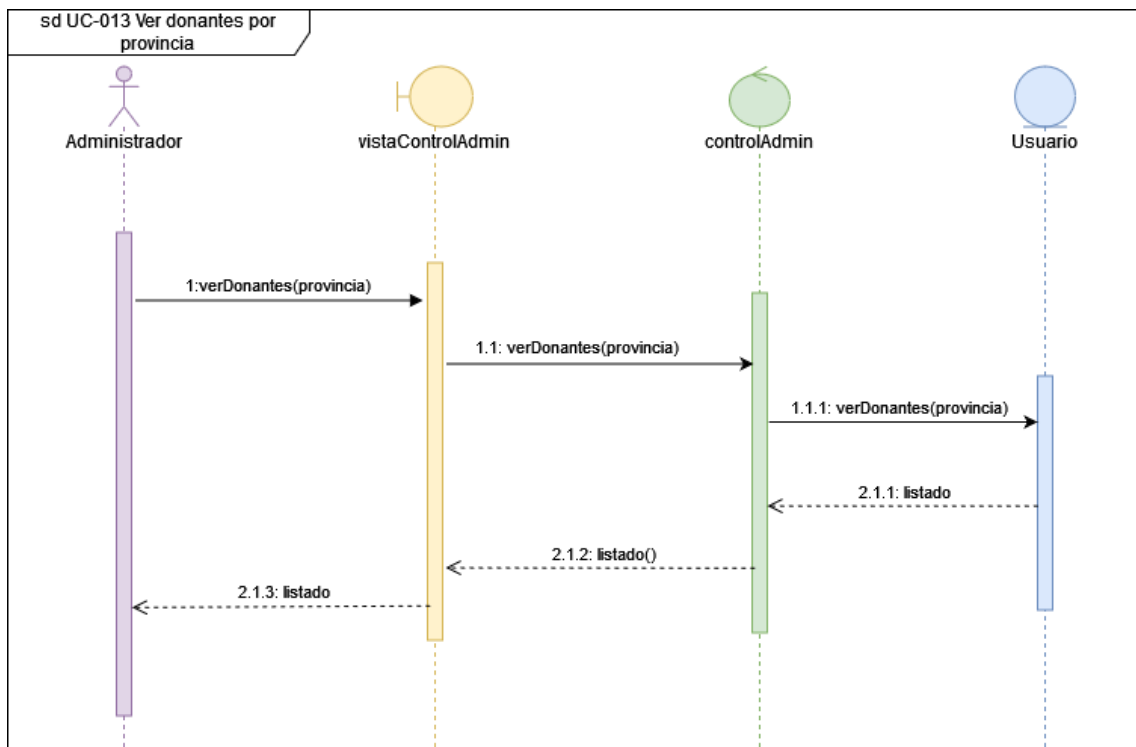 sd UC-013 Ver donantes por
provincia
Administrador
vistaControlAdmin
controlAdmin
Usuario
1:verDonantes(provincia)
1.1: verDonantes(provincia)
1.1.1: verDonantes(provincia)
2.1.1: listado
2.1.2: listado()
2.1.3: listado